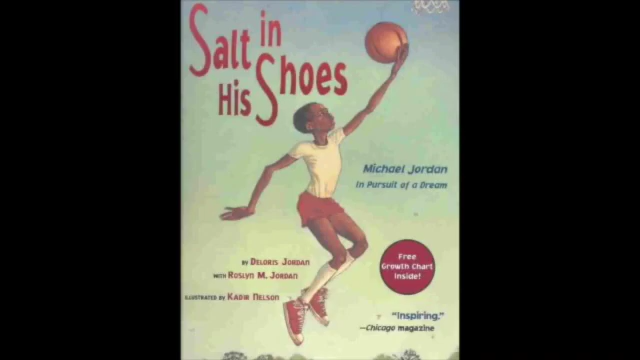 Salt in
His Shoes
Michael Jordan
In Pursuit of a Dream
BY DELORIS JORDAN
WITH ROSLYN M. JORDAN
ILLUSTRATED BY KADIR NELSON
Free
Growth Chart
Inside!
"Inspiring."
—Chicago magazine